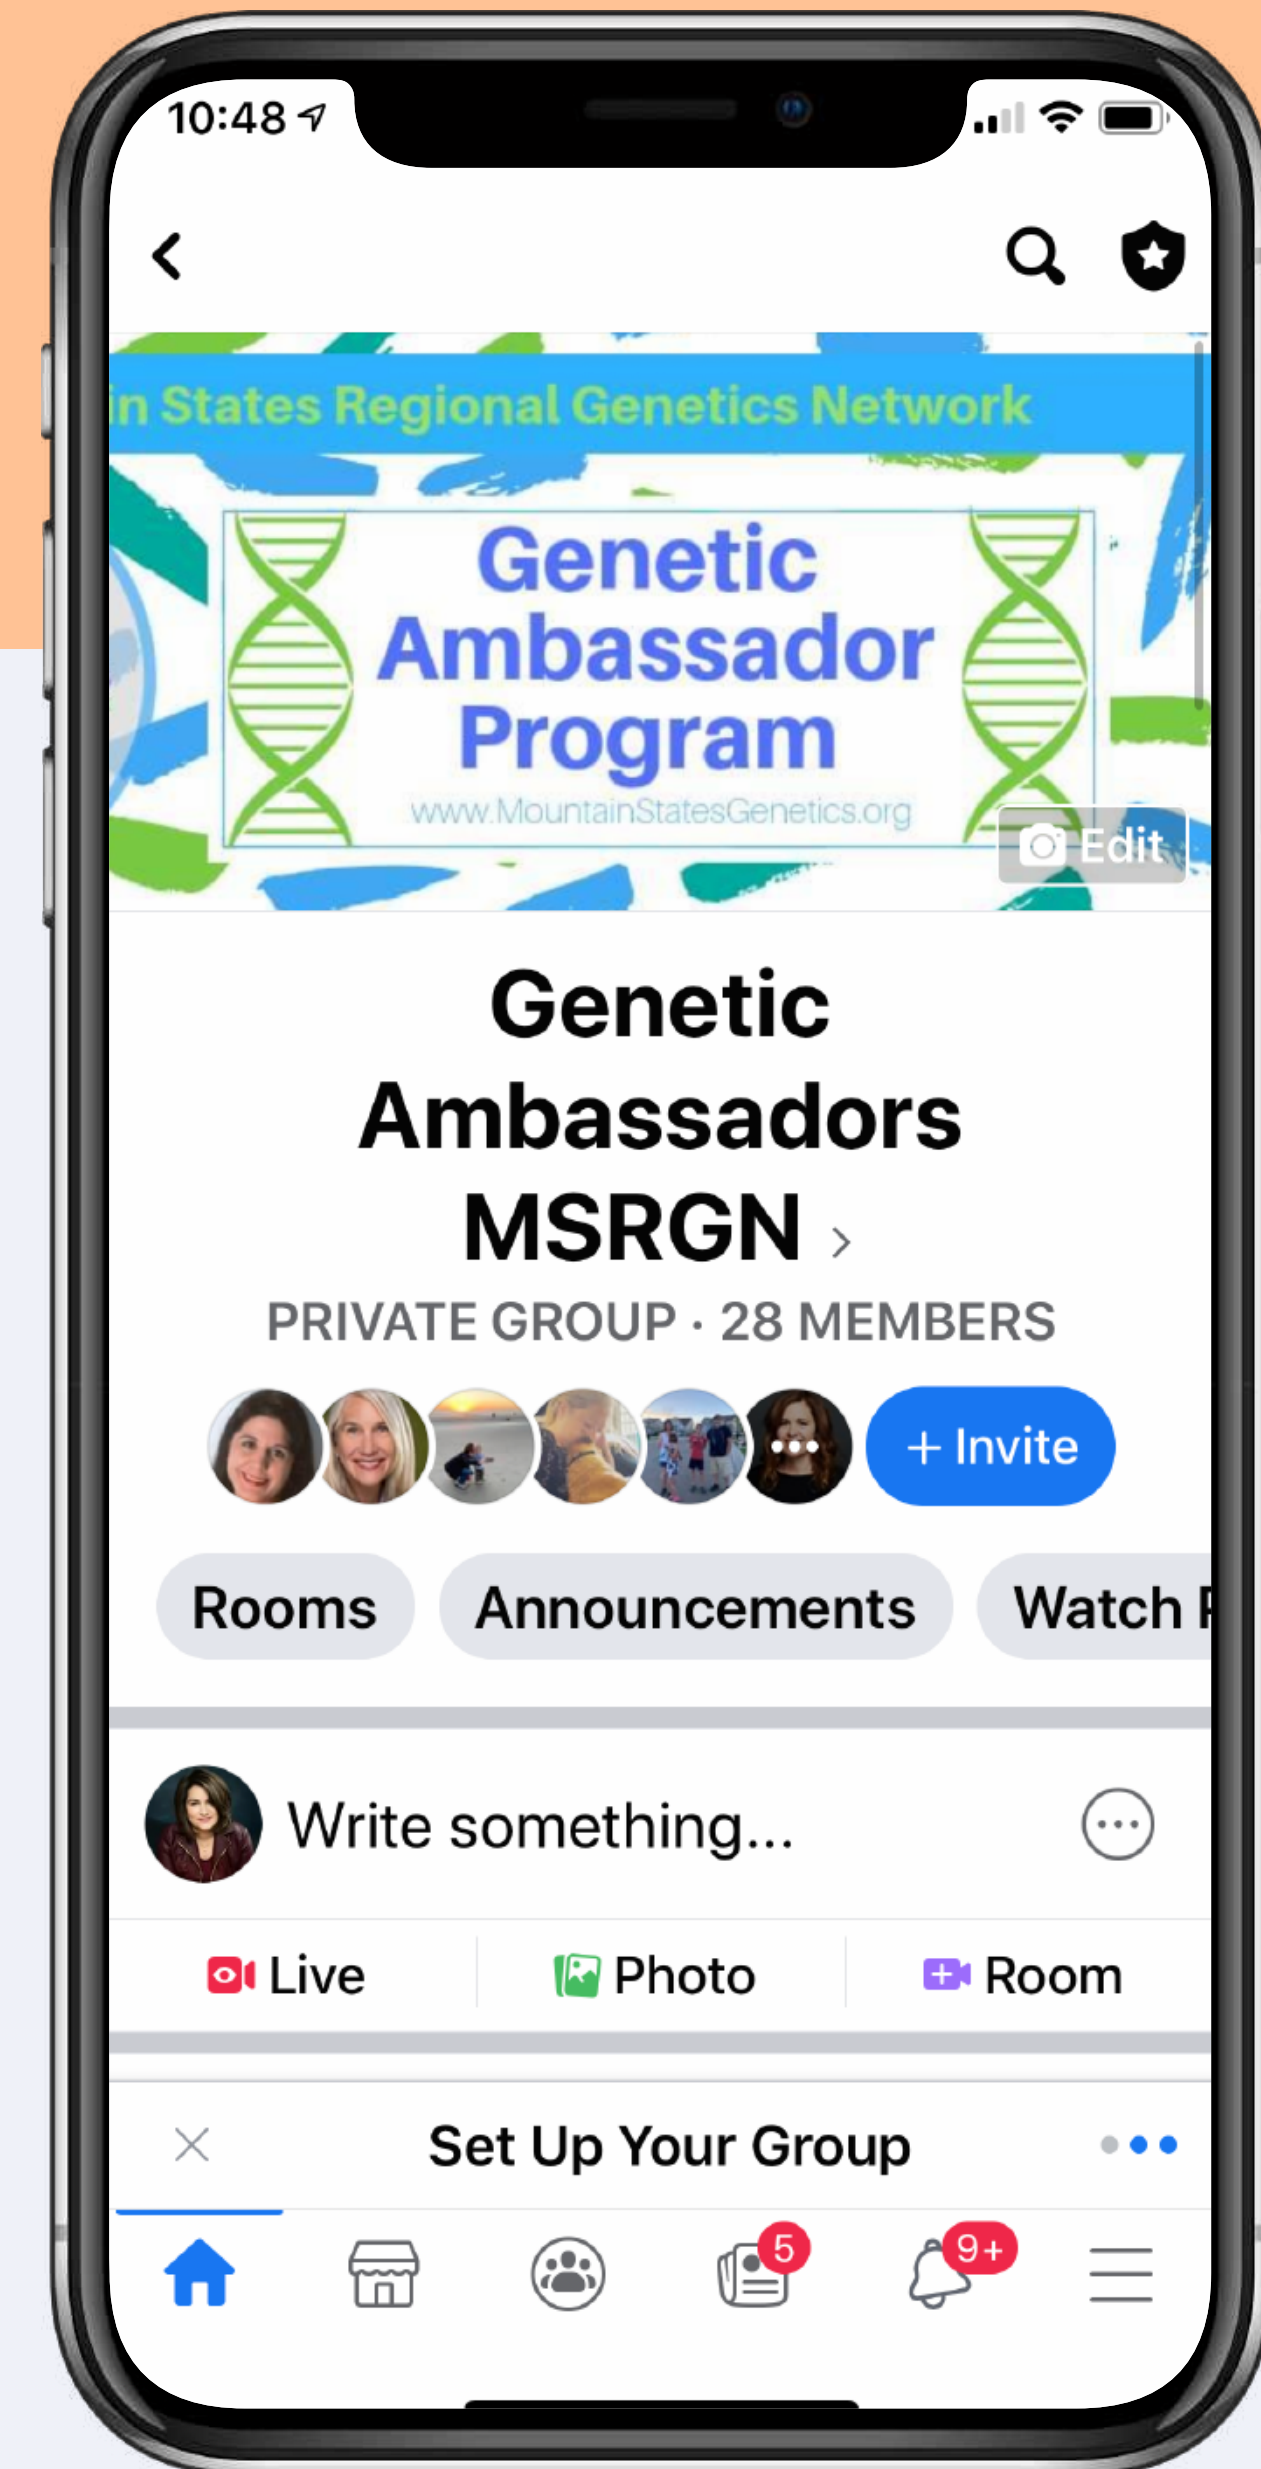 10:48
in States Regional Genetics Network
Genetic
Ambassador
Program
www.MountainStatesGenetics.org
Edit
Genetic
Ambassadors
MSRGN
PRIVATE GROUP · 28 MEMBERS
+ Invite
Rooms Announcements Watch
Write something...
Live Photo Room
Set Up Your Group
5 9+